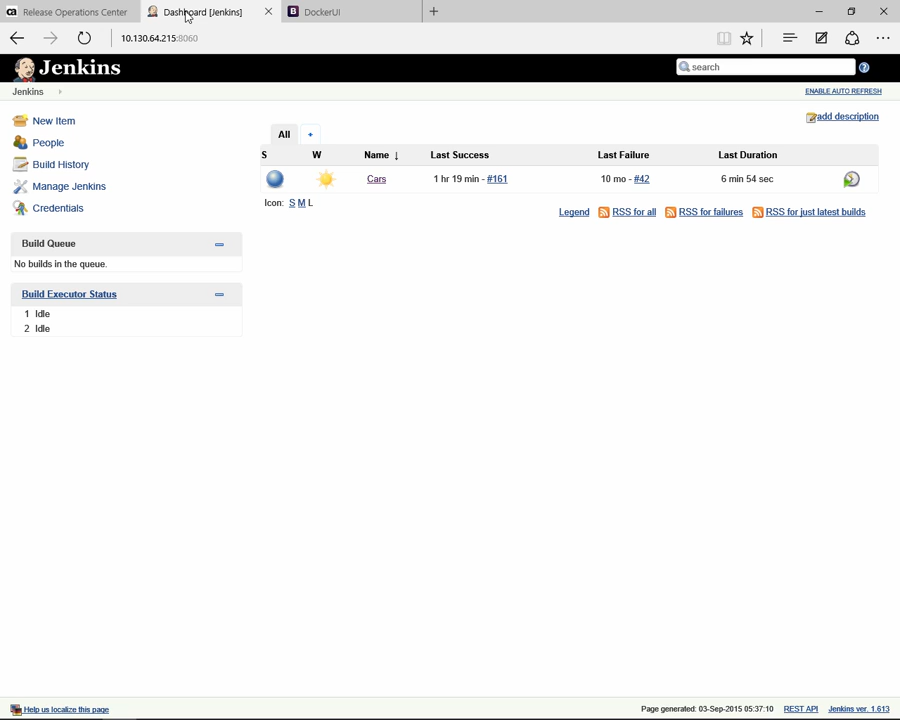 ca Release Operations Center
Dashboard [Jenkins]
B DockerUI
10.130.64.215:8060
Jenkins
search
Jenkins
ENABLE AUTO REFRESH
New Item
add description
People
All +
Build History
S W Name ↓ Last Success Last Failure Last Duration
Manage Jenkins
Cars 1 hr 19 min - #161 10 mo - #42 6 min 54 sec
Credentials
Icon: S M L
Legend RSS for all RSS for failures RSS for just latest builds
Build Queue
No builds in the queue.
Build Executor Status
1 Idle
2 Idle
Help us localize this page
Page generated: 03-Sep-2015 05:37:10 REST API Jenkins ver. 1.613